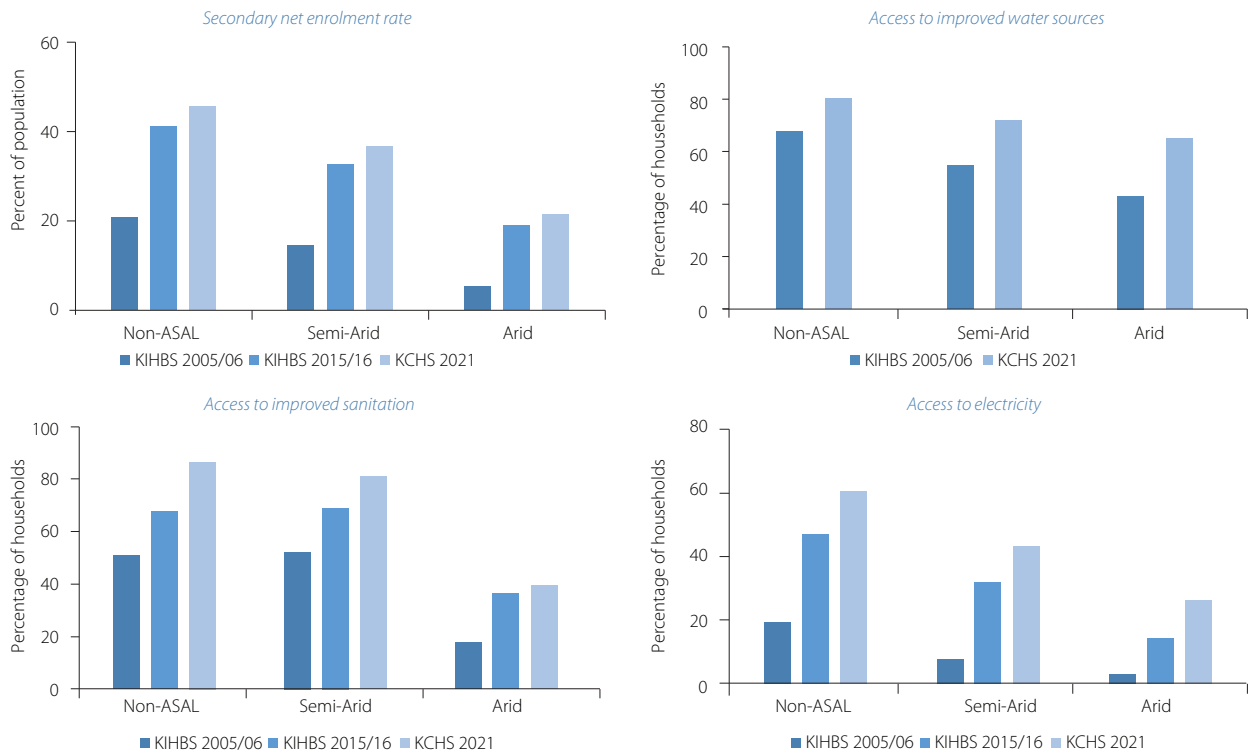 Secondary net enrolment rate
Percent of population
60
40
20
0
Non-ASAL Semi-Arid Arid
KIHBS 2005/06 KIHBS 2015/16 KCHS 2021
Access to improved water sources
Percentage of households
100
80
60
40
20
0
Non-ASAL Semi-Arid Arid
KIHBS 2005/06 KCHS 2021
Access to improved sanitation
Percentage of households
100
80
60
40
20
0
Non-ASAL Semi-Arid Arid
KIHBS 2005/06 KIHBS 2015/16 KCHS 2021
Access to electricity
Percentage of households
80
60
40
20
0
Non-ASAL Semi-Arid Arid
KIHBS 2005/06 KIHBS 2015/16 KCHS 2021